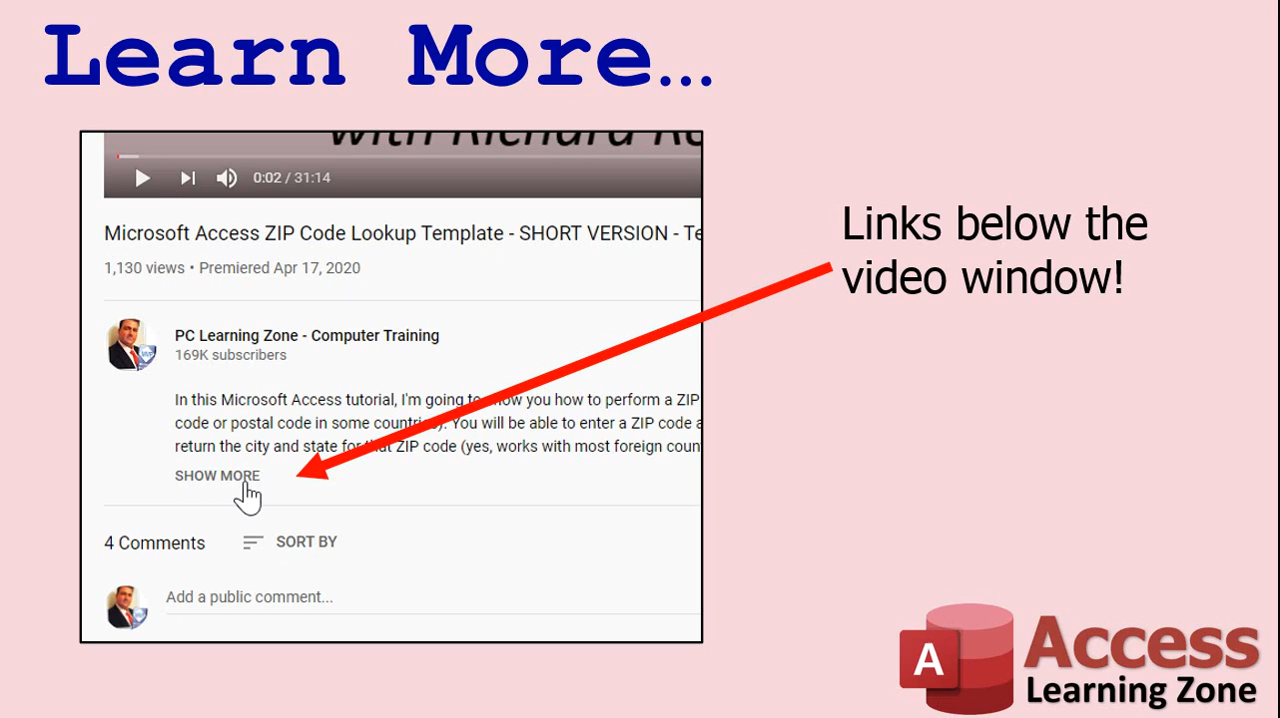 Learn More...
with Richard
0:02 / 31:14
Microsoft Access ZIP Code Lookup Template - SHORT VERSION -
1,130 views • Premiered Apr 17, 2020
Links below the
video window!
PC Learning Zone - Computer Training
169K subscribers
In this Microsoft Access tutorial, I'm going to show you how to perform a ZIP
code or postal code in some countries). You will be able to enter a ZIP code
return the city and state for that ZIP code (yes, works with most foreign
SHOW MORE
4 Comments
SORT BY
Add a public comment...
A
Access
Learning Zone